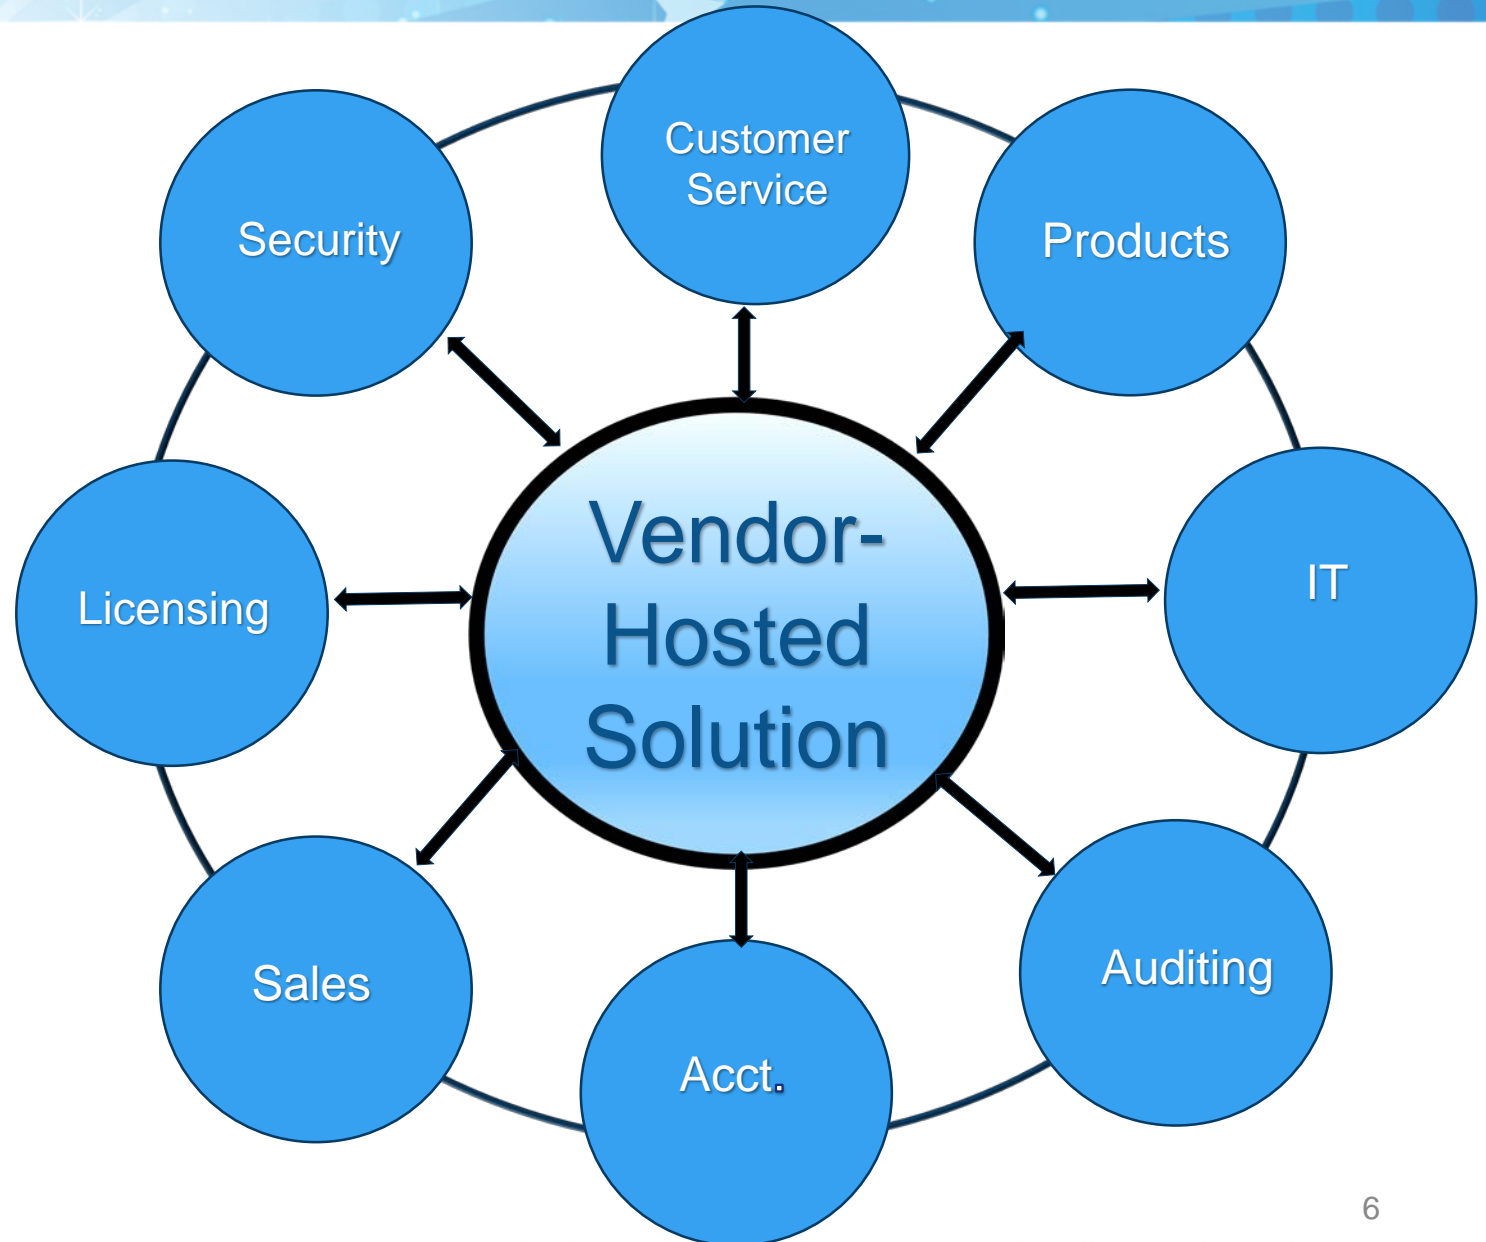 Customer
Service
Security
Products
Vendor-
Hosted
Solution
IT
Licensing
Auditing
Sales
Acct.
6